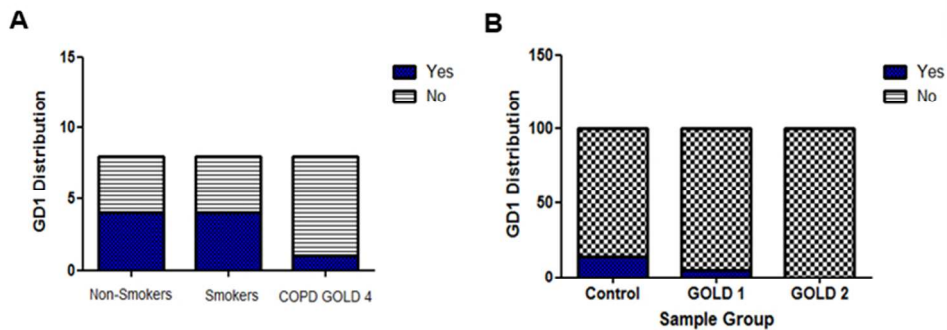 A
GD1 Distribution
15
10
5
0
Non-Smokers Smokers COPD GOLD 4
Yes
No
B
GD1 Distribution
150
100
50
0
Control GOLD 1 GOLD 2
Sample Group
Yes
No